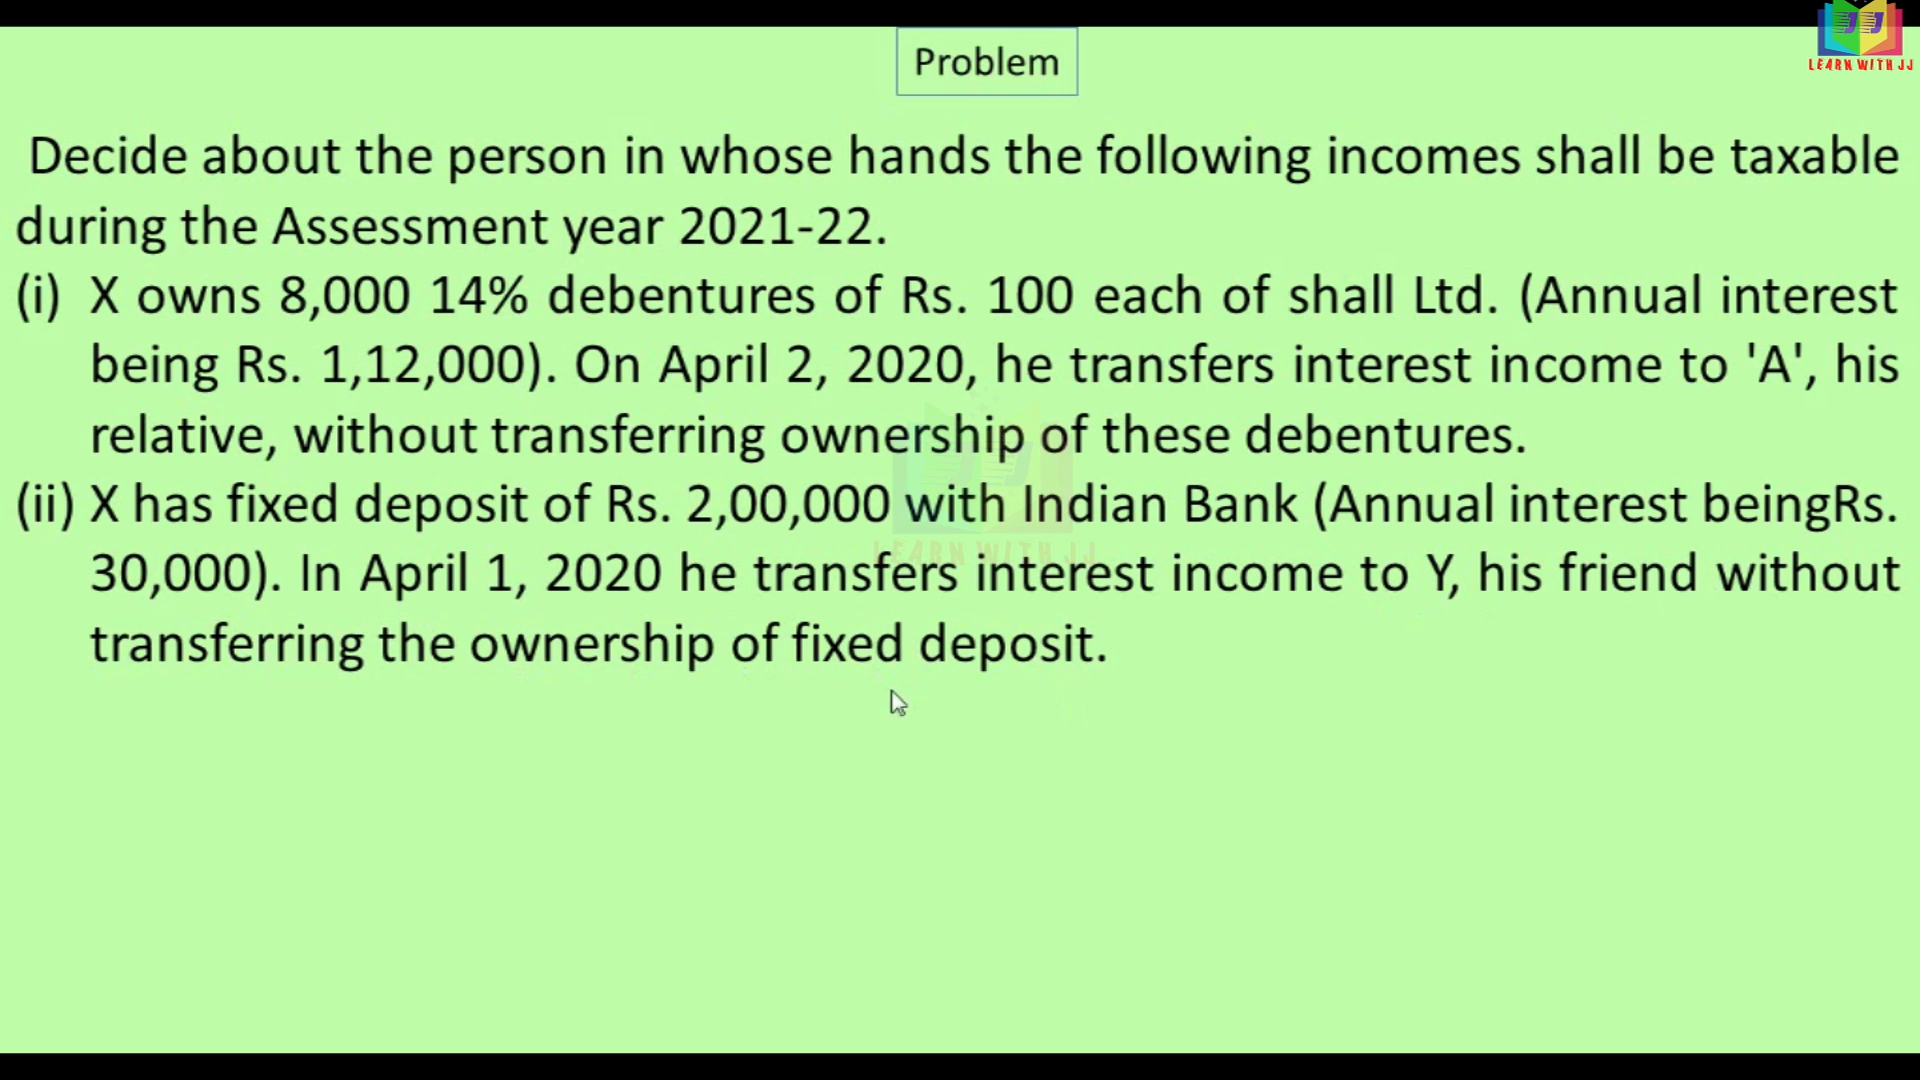 LEARN WITH JJ
Problem
Decide about the person in whose hands the following incomes shall be taxable
during the Assessment year 2021-22.
(i) X owns 8,000 14% debentures of Rs. 100 each of shall Ltd. (Annual interest
being Rs. 1,12,000). On April 2, 2020, he transfers interest income to 'A', his
relative, without transferring ownership of these debentures.
(ii) X has fixed deposit of Rs. 2,00,000 with Indian Bank (Annual interest beingRs.
LEARN WITH JJ
30,000). In April 1, 2020 he transfers interest income to Y, his friend without
transferring the ownership of fixed deposit.